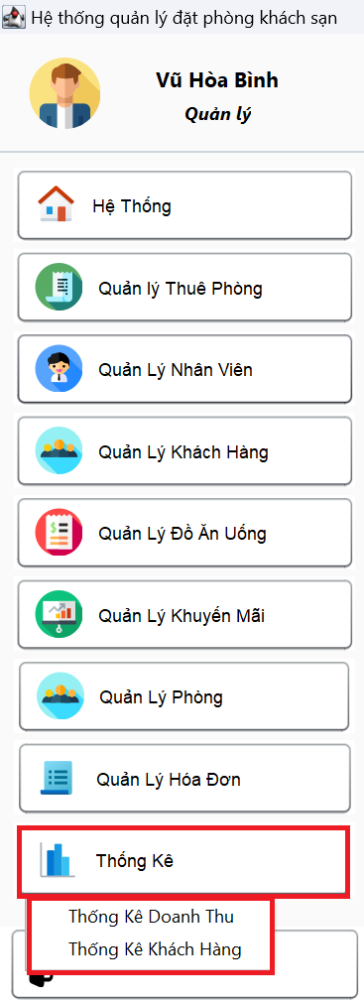 Hệ thống quản lý đặt phòng khách sạn
Vũ Hòa Bình
Quản lý
Hệ Thống
Quản lý Thuê Phòng
Quản Lý Nhân Viên
Quản Lý Khách Hàng
Quản Lý Đồ Ăn Uống
Quản Lý Khuyến Mãi
Quản Lý Phòng
Quản Lý Hóa Đơn
Thống Kê
Thống Kê Doanh Thu
Thống Kê Khách Hàng